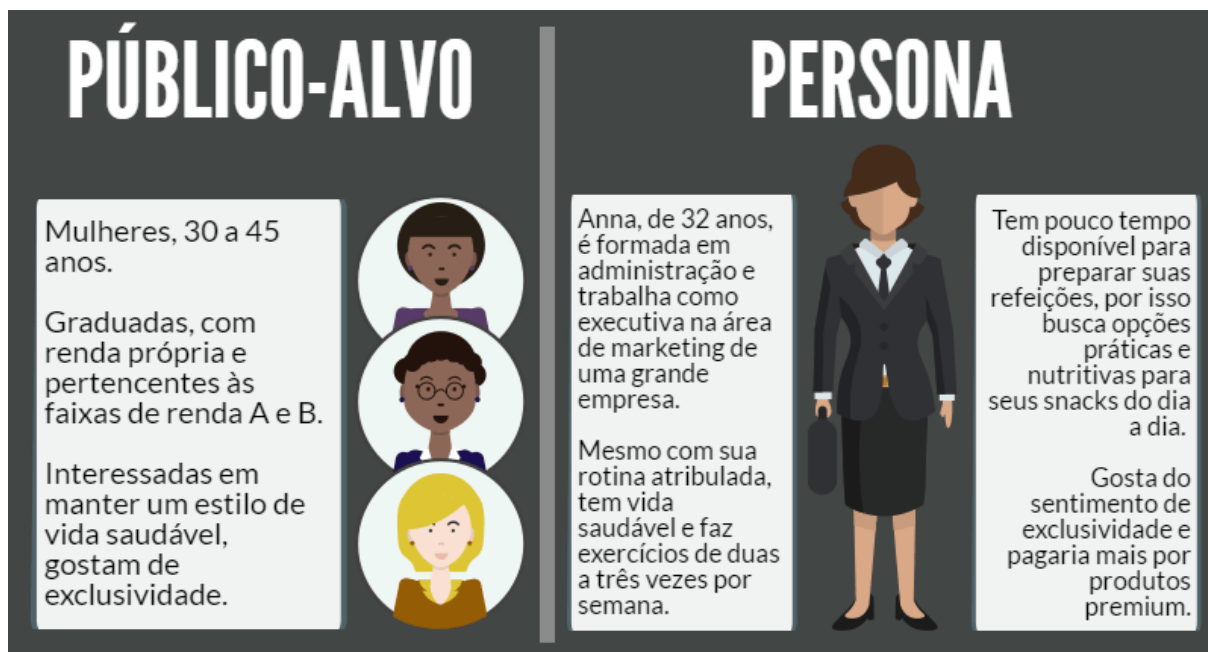 PÚBLICO-ALVO
Mulheres, 30 a 45
anos.
Graduadas, com
renda própria e
pertencentes às
faixas de renda A e B.
Interessadas em
manter um estilo de
vida saudável,
gostam de
exclusividade.
PERSONA
Anna, de 32 anos,
é formada em
administração e
trabalha como
executiva na área
de marketing de
uma grande
empresa.
Mesmo com sua
rotina atribulada,
tem vida
saudável e faz
exercícios de duas
a três vezes por
semana.
Tem pouco tempo
disponível para
preparar suas
refeições, por isso
busca opções
práticas e
nutritivas para
seus snacks do dia
a dia.
Gosta do
sentimento de
exclusividade e
pagaria mais por
produtos
premium.